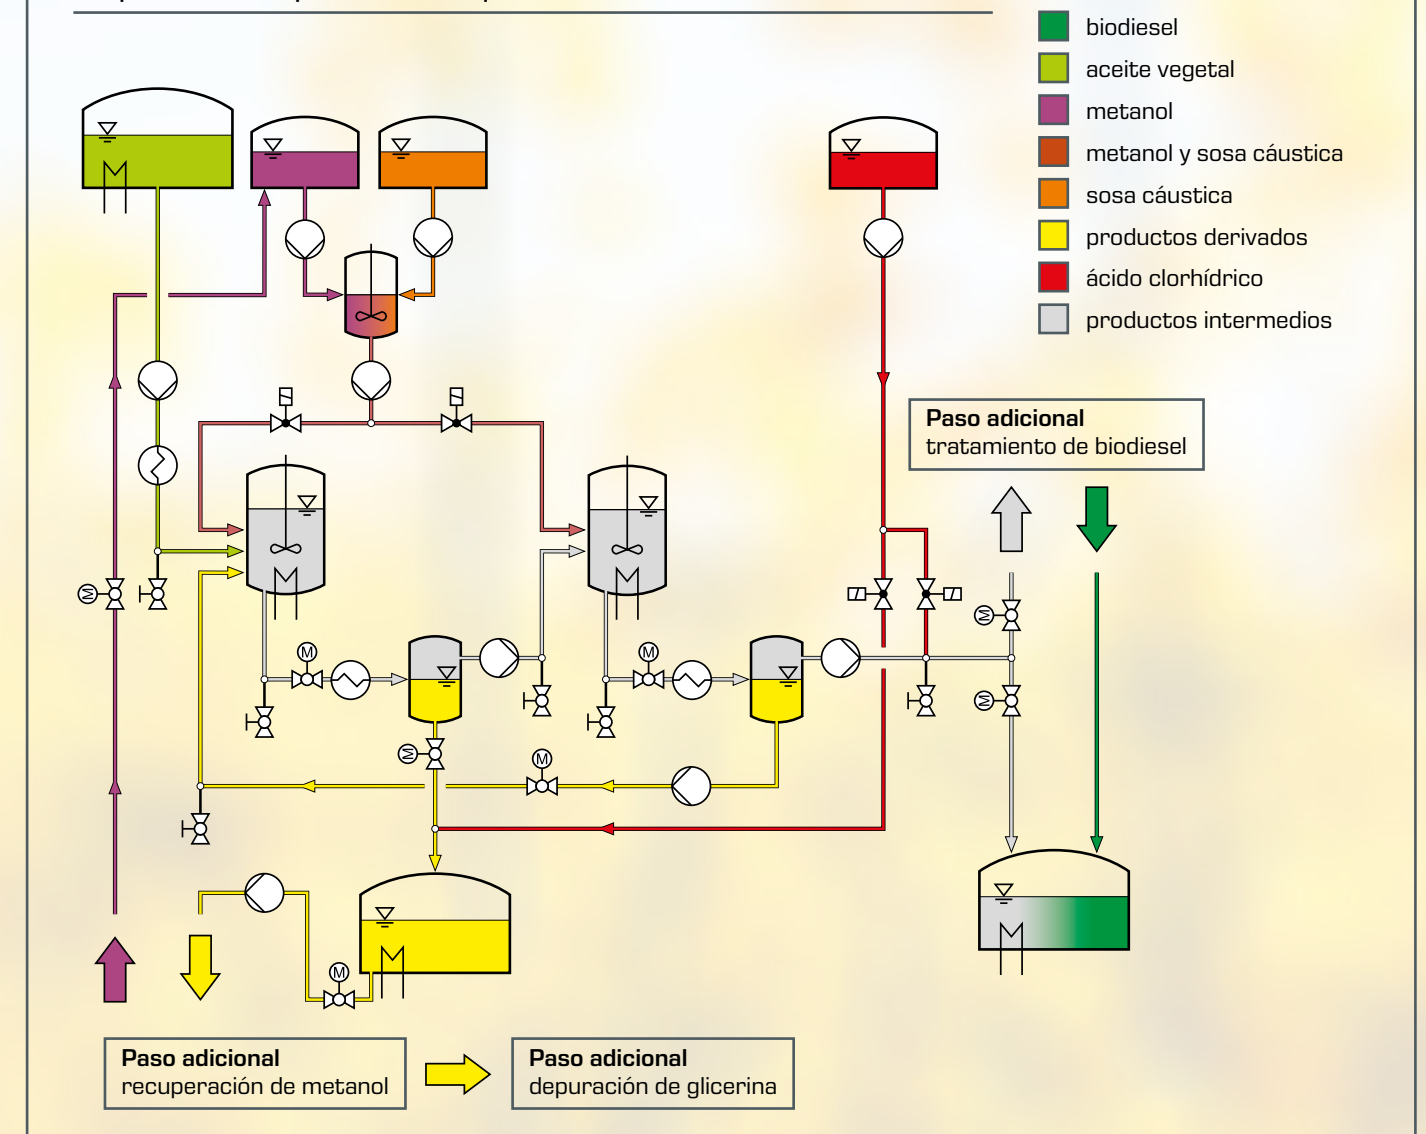 biodiesel
aceite vegetal
metanol
metanol y sosa cáustica
sosa cáustica
productos derivados
ácido clorhídrico
productos intermedios
Paso adicional
tratamiento de biodiesel
M
M
M
M
M
M
M
M
Paso adicional
recuperación de metanol
Paso adicional
depuración de glicerina